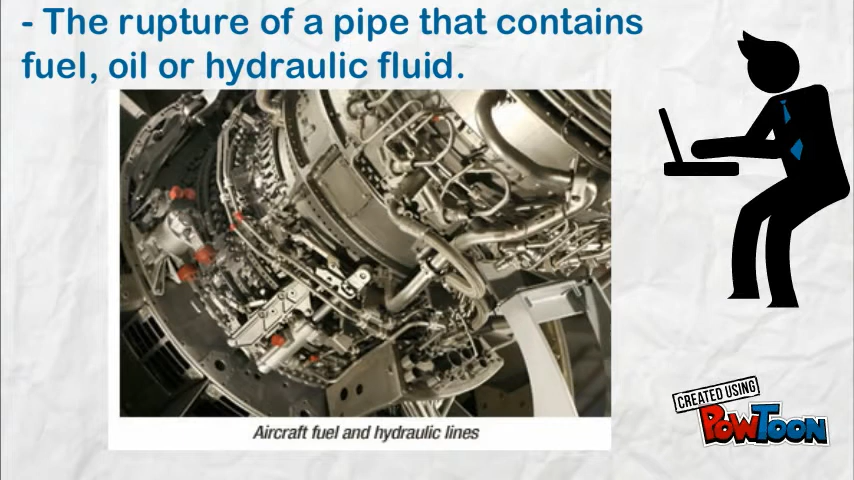 - The rupture of a pipe that contains
fuel, oil or hydraulic fluid.
Aircraft fuel and hydraulic lines
CREATED USING
POWTOON